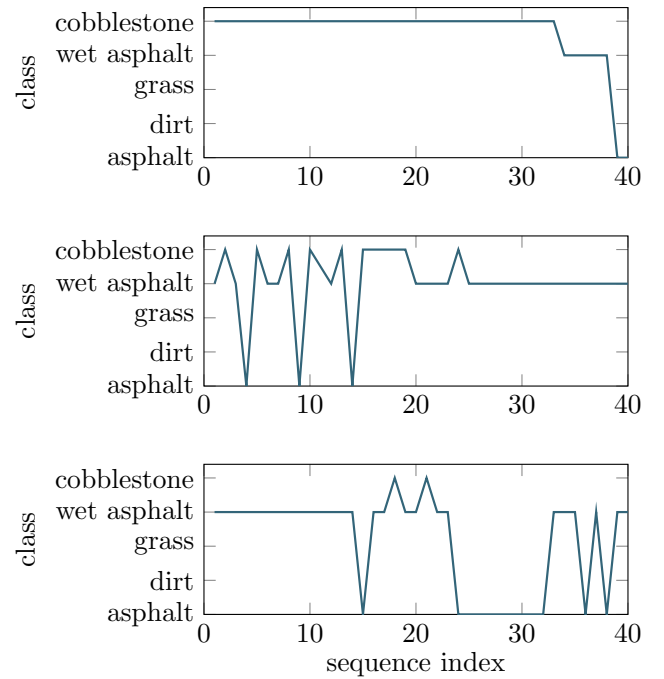 cobblestone
wet asphalt
grass
dirt
asphalt
class
0 10 20 30 40
cobblestone
wet asphalt
grass
dirt
asphalt
class
0 10 20 30 40
cobblestone
wet asphalt
grass
dirt
asphalt
class
0 10 20 30 40
sequence index